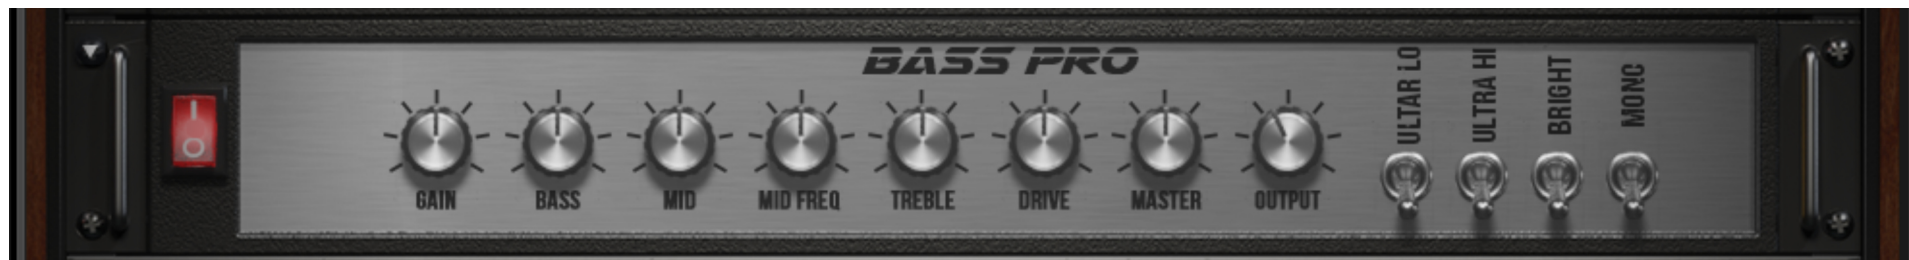 BASS PRO
ULTAR LO
ULTRA HI
BRIGHT
MONO
GAIN
BASS
MID
MID FREQ
TREBLE
DRIVE
MASTER
OUTPUT